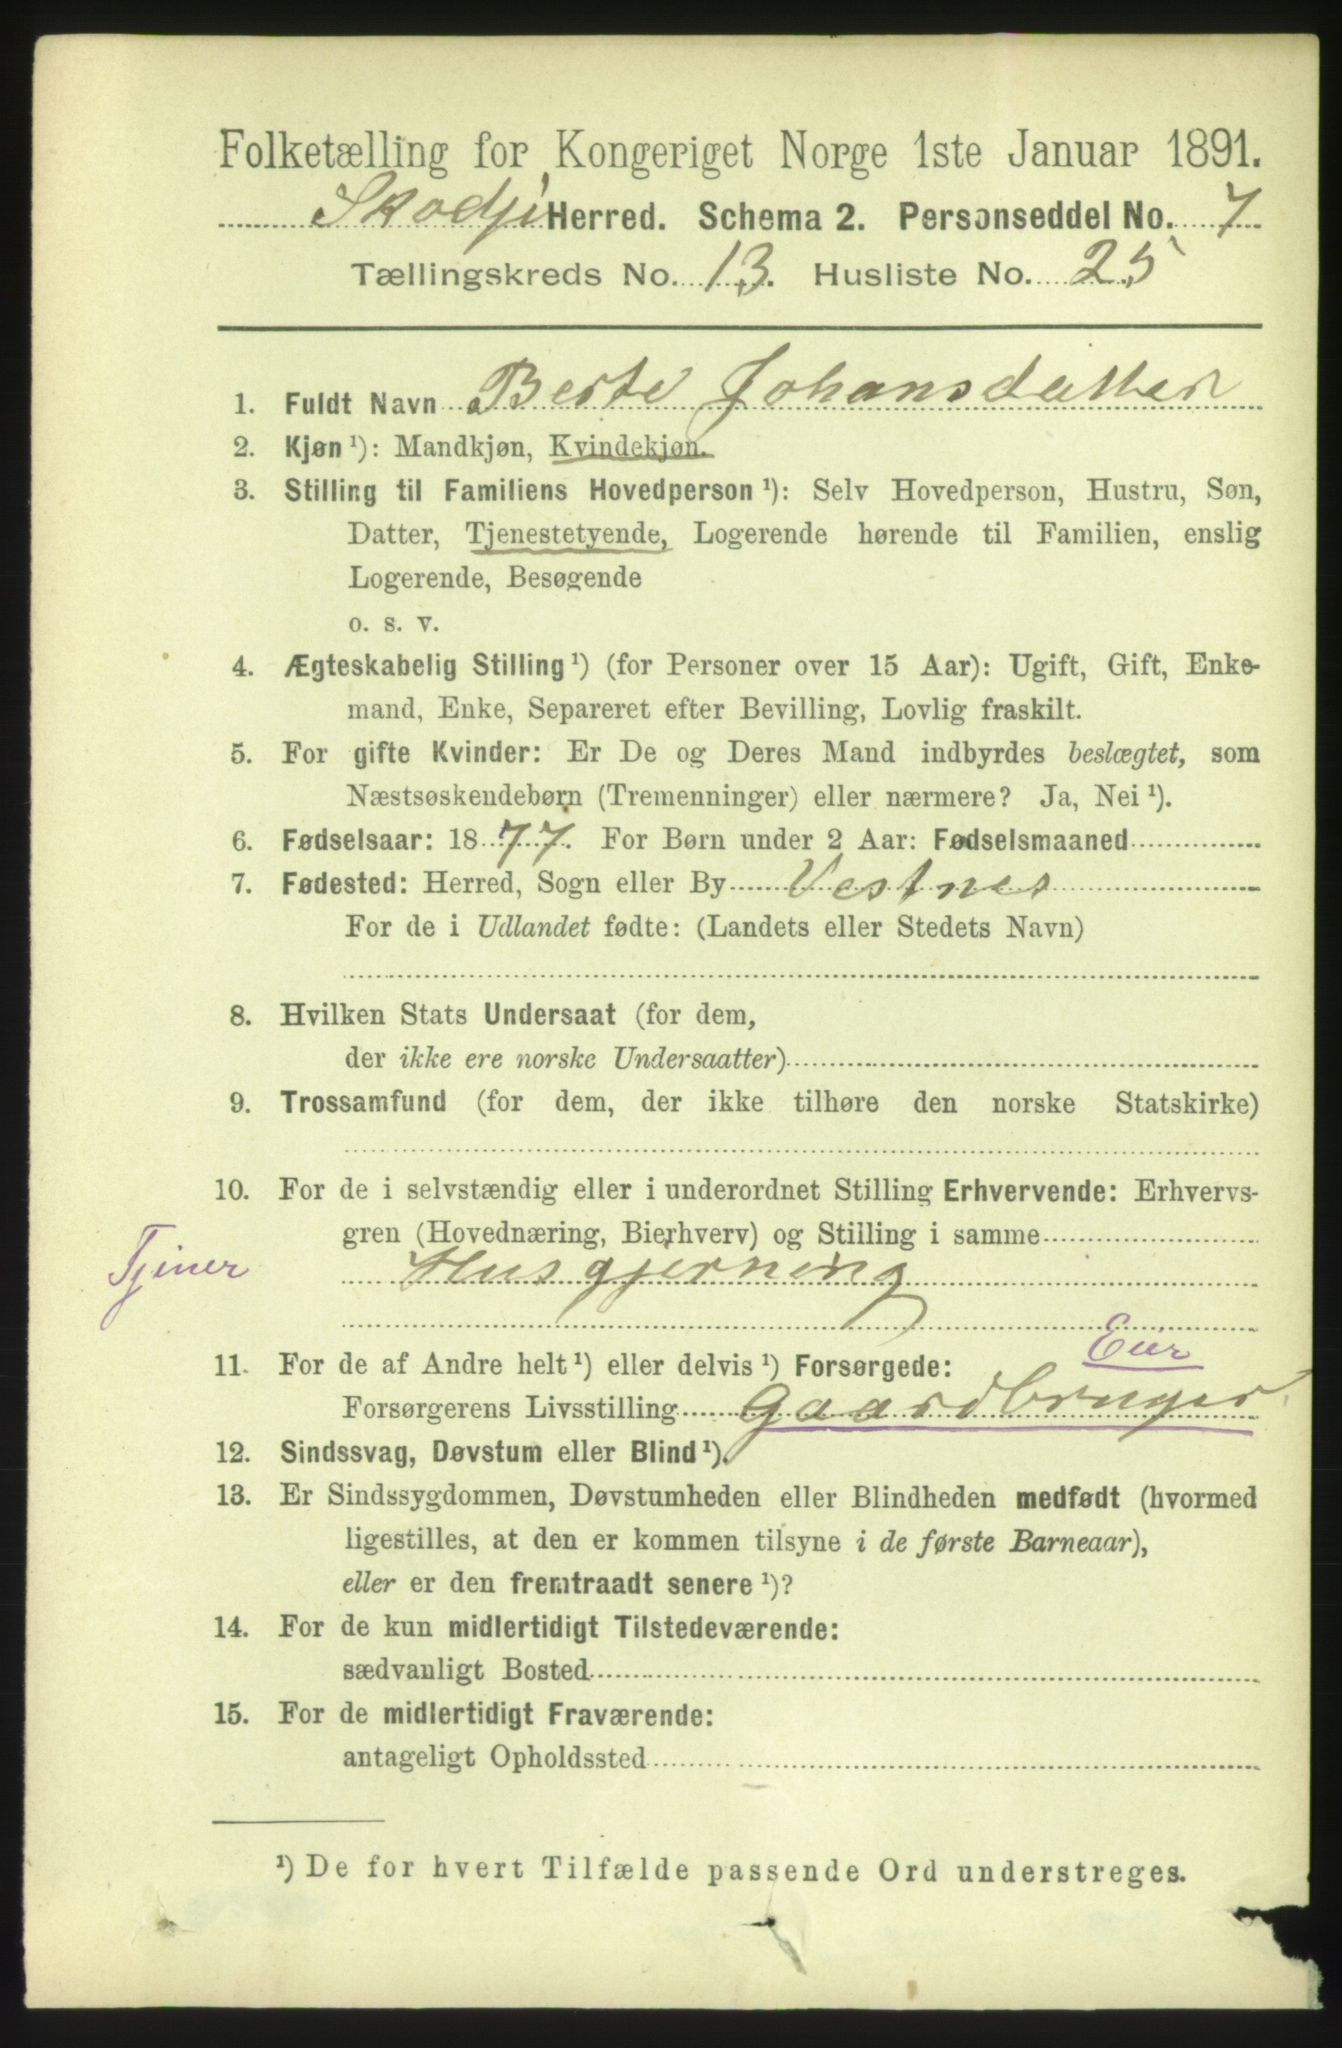 Folketælling for Kongeriget Norge 1ste Januar 1891.
Skodje Herred. Schema 2. Personseddel No. 7
Tællingskreds No. 13. Husliste No. 25
1. Fuldt Navn Berte Johansdatter
2. Kjøn ¹): Mandkjøn, Kvindekjøn.
3. Stilling til Familiens Hovedperson ¹): Selv Hovedperson, Hustru, Søn,
Datter, Tjenestetyende, Logerende hørende til Familien, enslig
Logerende, Besøgende
o. s. v.
4. Ægteskabelig Stilling ¹) (for Personer over 15 Aar): Ugift, Gift, Enke-
mand, Enke, Separeret efter Bevilling, Lovlig fraskilt.
5. For gifte Kvinder: Er De og Deres Mand indbyrdes beslægtet, som
Næstsøskendebørn (Tremenninger) eller nærmere? Ja, Nei ¹).
6. Fødselsaar: 1877. For Børn under 2 Aar: Fødselsmaaned
7. Fødested: Herred, Sogn eller By Vestnes
For de i Udlandet fødte: (Landets eller Stedets Navn)
8. Hvilken Stats Undersaat (for dem,
der ikke ere norske Undersaatter)
9. Trossamfund (for dem, der ikke tilhøre den norske Statskirke)
10. For de i selvstændig eller i underordnet Stilling Erhvervende: Erhvervs-
gren (Hovednæring, Bierhverv) og Stilling i samme
Tjener Husgjerning
Eier
11. For de af Andre helt ¹) eller delvis ¹) Forsørgede:
Forsørgerens Livsstilling Gaardbruger
12. Sindssvag, Døvstum eller Blind ¹).
13. Er Sindssygdommen, Døvstumheden eller Blindheden medfødt (hvormed
ligestilles, at den er kommen tilsyne i de første Barneaar),
eller er den fremtraadt senere ¹)?
14. For de kun midlertidigt Tilstedeværende:
sædvanligt Bosted
15. For de midlertidigt Fraværende:
antageligt Opholdssted
¹) De for hvert Tilfælde passende Ord understreges.